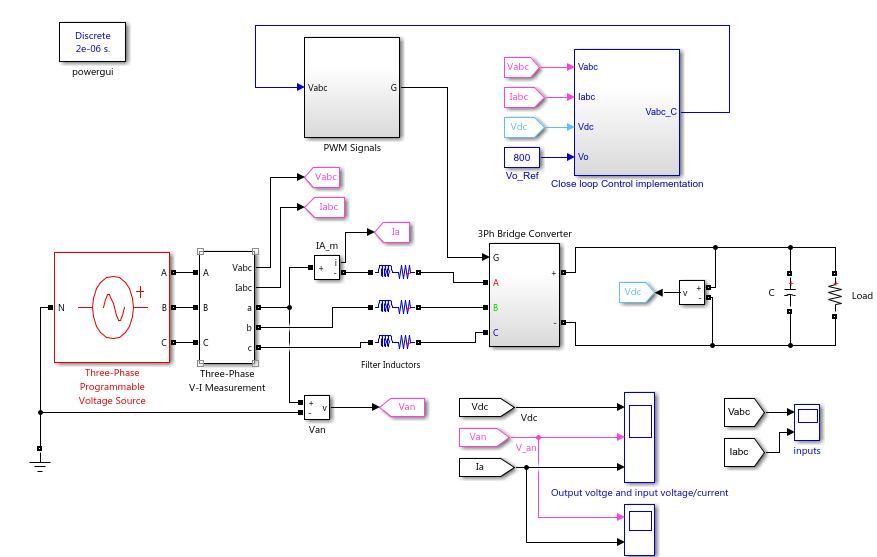 Discrete
2e-06 s.
powergui
Vabc
G
PWM Signals
Vabc
Iabc
Vdc
800
Vo_Ref
Vabc
Iabc
Vdc
Vo
Vabc_C
Close loop Control implementation
Vabc
Iabc
Ia
IA_m
+
i
-
3Ph Bridge Converter
G
A
B
C
+
-
N
A
B
C
Three-Phase
Programmable
Voltage Source
A
B
C
Vabc
Iabc
a
b
c
Three-Phase
V-I Measurement
Filter Inductors
Vdc
v
+
-
C
+
Load
+
-
v
Van
Van
Vdc
Vdc
Van
V_an
Ia
Output voltge and input voltage/current
Vabc
Iabc
inputs